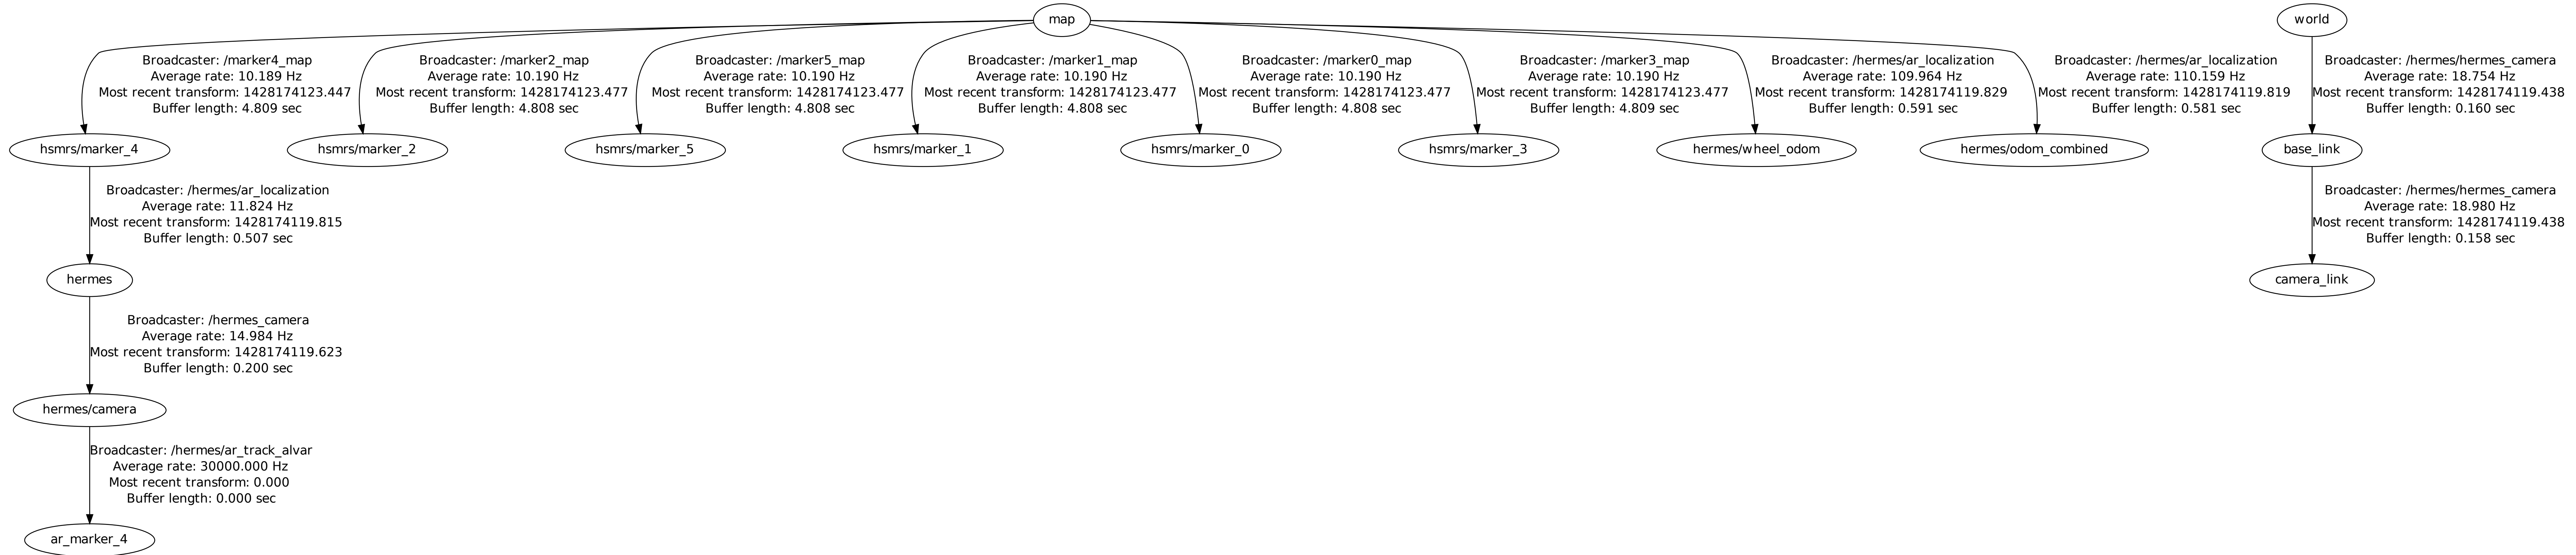 map
world
Broadcaster: /marker4_map
Average rate: 10.189 Hz
Most recent transform: 1428174123.447
Buffer length: 4.809 sec
Broadcaster: /marker2_map
Average rate: 10.190 Hz
Most recent transform: 1428174123.477
Buffer length: 4.808 sec
Broadcaster: /marker5_map
Average rate: 10.190 Hz
Most recent transform: 1428174123.477
Buffer length: 4.808 sec
Broadcaster: /marker1_map
Average rate: 10.190 Hz
Most recent transform: 1428174123.477
Buffer length: 4.808 sec
Broadcaster: /marker0_map
Average rate: 10.190 Hz
Most recent transform: 1428174123.477
Buffer length: 4.808 sec
Broadcaster: /marker3_map
Average rate: 10.190 Hz
Most recent transform: 1428174123.477
Buffer length: 4.809 sec
Broadcaster: /hermes/ar_localization
Average rate: 109.964 Hz
Most recent transform: 1428174119.829
Buffer length: 0.591 sec
Broadcaster: /hermes/ar_localization
Average rate: 110.159 Hz
Most recent transform: 1428174119.819
Buffer length: 0.581 sec
Broadcaster: /hermes/hermes_camera
Average rate: 18.754 Hz
Most recent transform: 1428174119.438
Buffer length: 0.160 sec
hsmrs/marker_4
hsmrs/marker_2
hsmrs/marker_5
hsmrs/marker_1
hsmrs/marker_0
hsmrs/marker_3
hermes/wheel_odom
hermes/odom_combined
base_link
Broadcaster: /hermes/ar_localization
Average rate: 11.824 Hz
Most recent transform: 1428174119.815
Buffer length: 0.507 sec
Broadcaster: /hermes/hermes_camera
Average rate: 18.980 Hz
Most recent transform: 1428174119.438
Buffer length: 0.158 sec
hermes
camera_link
Broadcaster: /hermes_camera
Average rate: 14.984 Hz
Most recent transform: 1428174119.623
Buffer length: 0.200 sec
hermes/camera
Broadcaster: /hermes/ar_track_alvar
Average rate: 30000.000 Hz
Most recent transform: 0.000
Buffer length: 0.000 sec
ar_marker_4